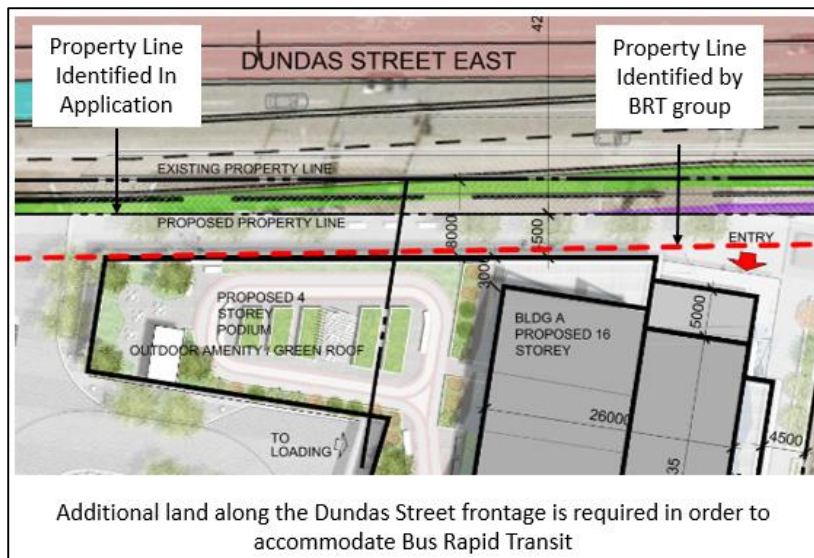 Property Line
Identified In
Application
42
Property Line
Identified by
BRT group
DUNDAS STREET EAST
EXISTING PROPERTY LINE
PROPOSED PROPERTY LINE
8000
500
ENTRY
3000
PROPOSED 4
STOREY
PODIUM
OUTDOOR AMENITY / GREEN ROOF
BLDG A
PROPOSED 16
STOREY
5000
26000
4500
TO
LOADING
35
Additional land along the Dundas Street frontage is required in order to
accommodate Bus Rapid Transit